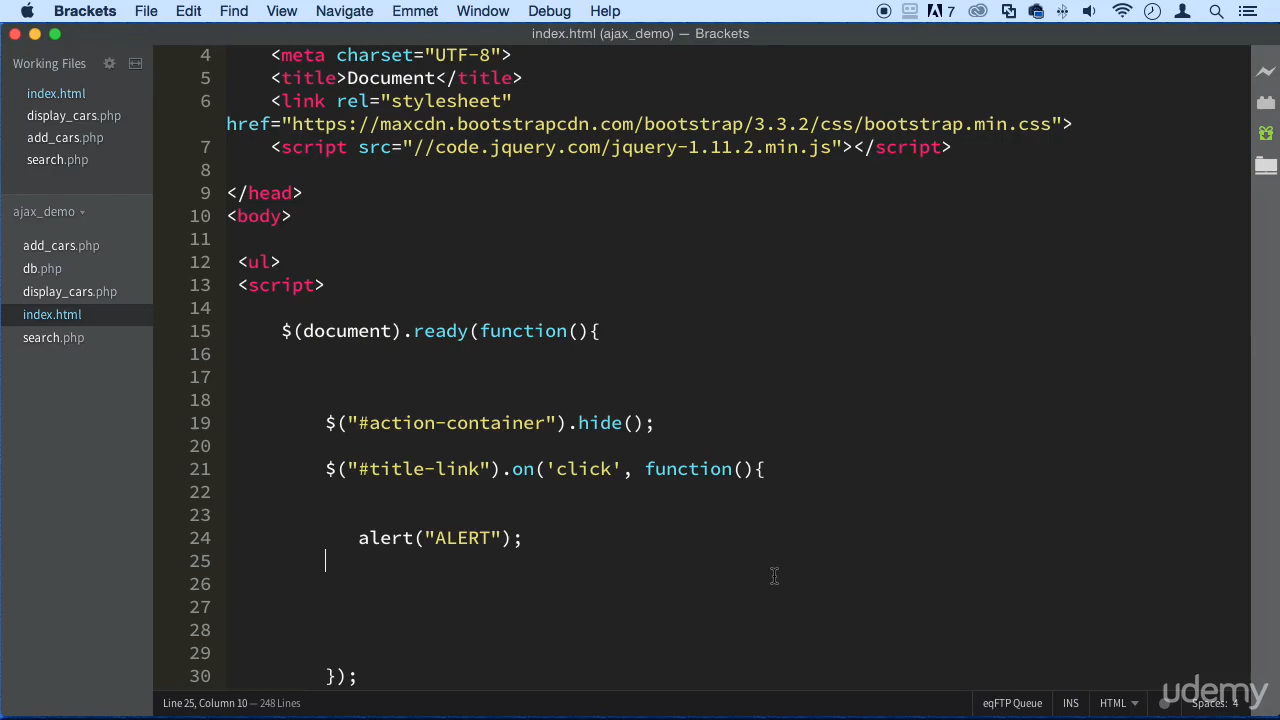 Brackets File Edit Find View Navigate Emmet Window Debug Help 7
index.html (ajax_demo) — Brackets
Working Files
index.html
display_cars.php
add_cars.php
search.php
ajax_demo
add_cars.php
db.php
display_cars.php
index.html
search.php
4 <meta charset="UTF-8">
5 <title>Document</title>
6 <link rel="stylesheet"
href="https://maxcdn.bootstrapcdn.com/bootstrap/3.3.2/css/bootstrap.min.css">
7 <script src="//code.jquery.com/jquery-1.11.2.min.js"></script>
8
9 </head>
10 <body>
11
12 <ul>
13 <script>
14
15 $(document).ready(function(){
16
17
18
19 $("#action-container").hide();
20
21 $("#title-link").on('click', function(){
22
23
24 alert("ALERT");
25
26
27
28
29
30 });
Line 25, Column 10 — 248 Lines
eqFTP Queue INS HTML Spaces: 4
udemy